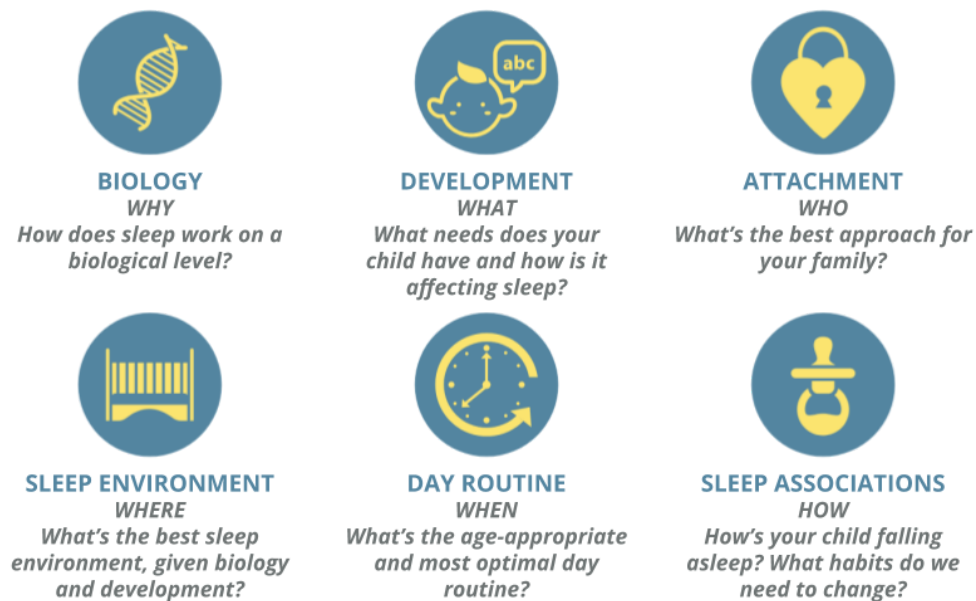 abc
BIOLOGY
WHY
How does sleep work on a
biological level?
DEVELOPMENT
WHAT
What needs does your
child have and how is it
affecting sleep?
ATTACHMENT
WHO
What's the best approach for
your family?
SLEEP ENVIRONMENT
WHERE
What's the best sleep
environment, given biology
and development?
DAY ROUTINE
WHEN
What's the age-appropriate
and most optimal day
routine?
SLEEP ASSOCIATIONS
HOW
How's your child falling
asleep? What habits do we
need to change?